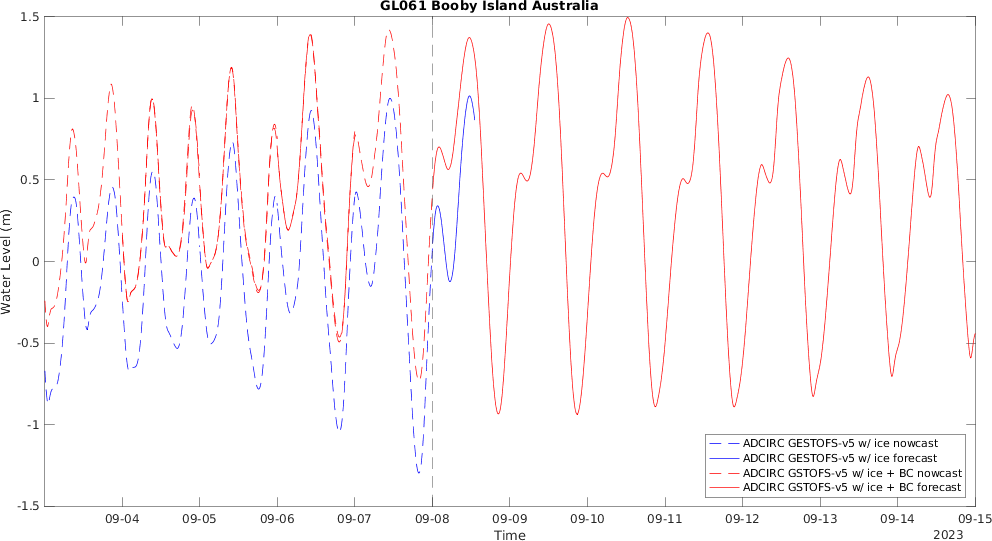 GL061 Booby Island Australia
1.5
1
0.5
0
-0.5
-1
-1.5
Water Level (m)
09-04 09-05 09-06 09-07 09-08 09-09 09-10 09-11 09-12 09-13 09-14 09-15
Time
2023
ADCIRC GESTOFS-v5 w/ ice nowcast
ADCIRC GESTOFS-v5 w/ ice forecast
ADCIRC GSTOFS-v5 w/ ice + BC nowcast
ADCIRC GSTOFS-v5 w/ ice + BC forecast